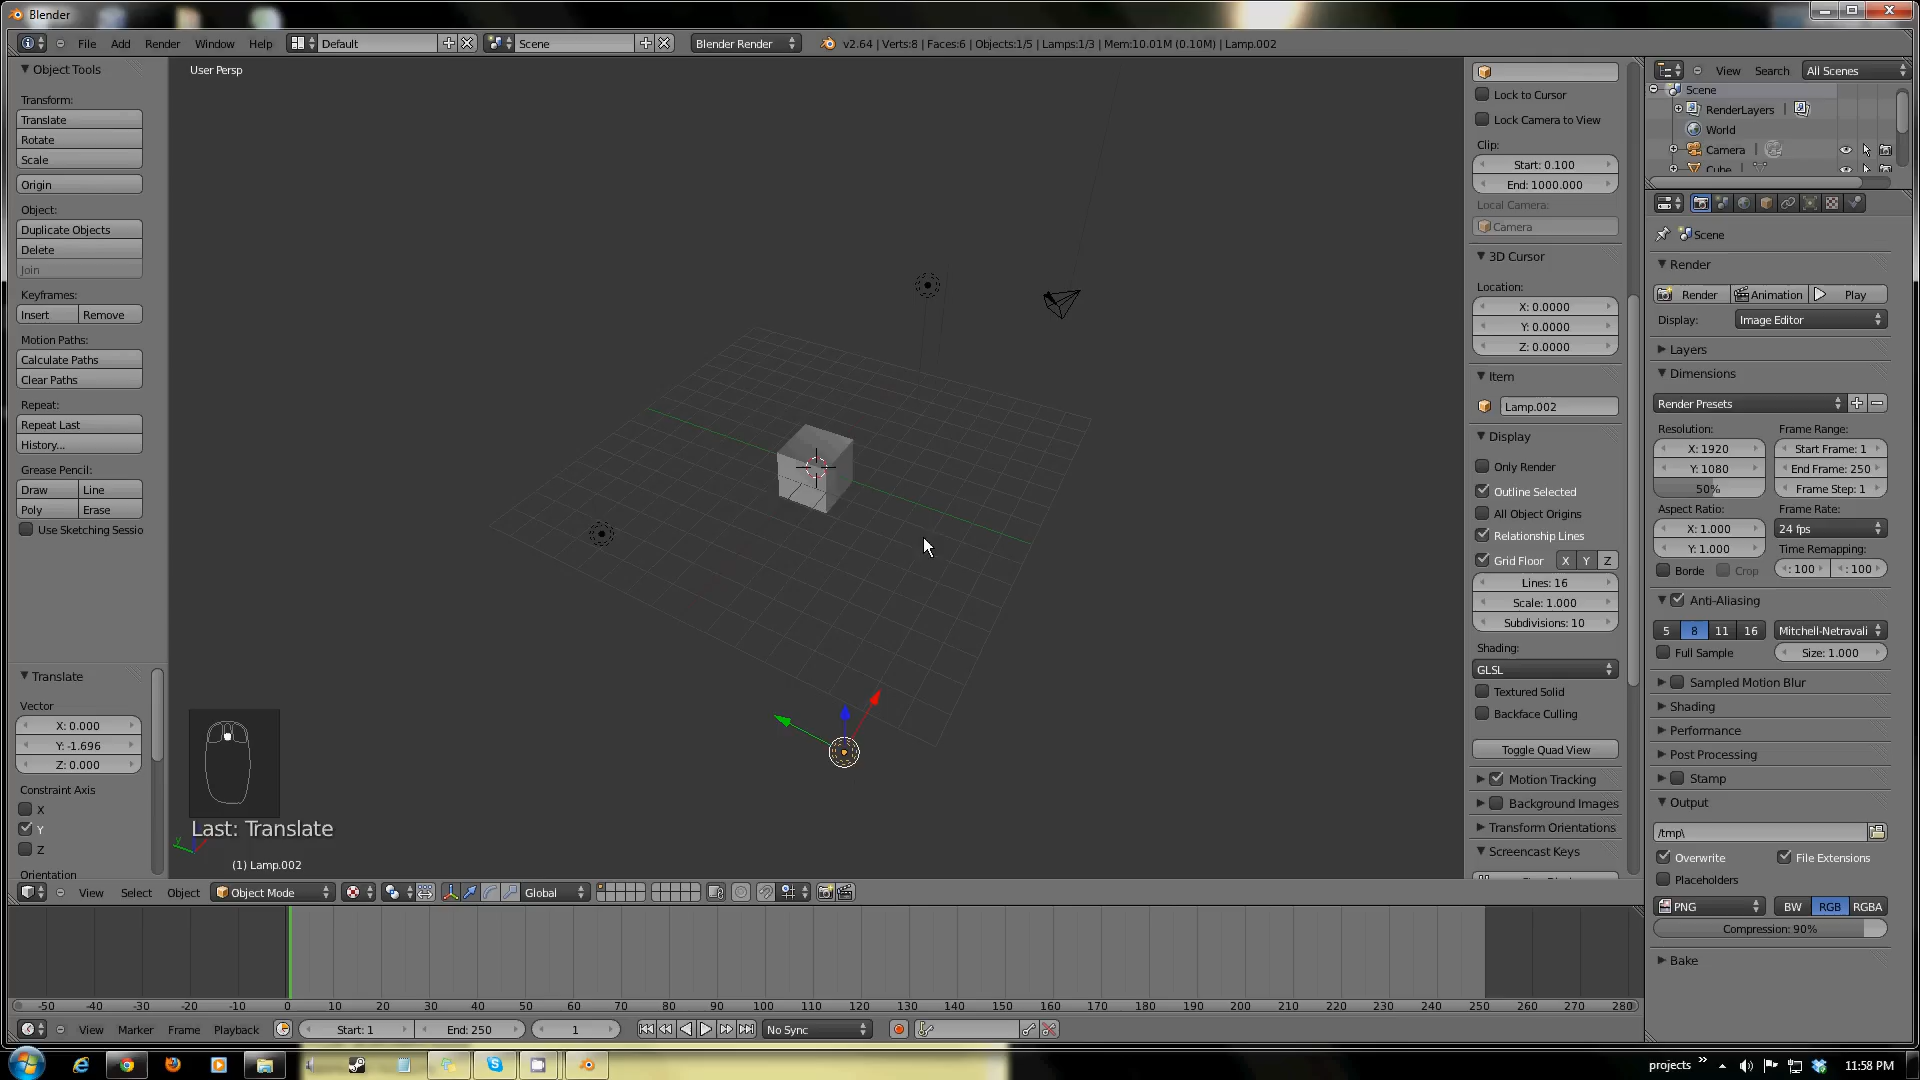 Blender
File Add Render Window Help Default Scene Blender Render v2.64 | Verts:8 | Faces:6 | Objects:1/5 | Lamps:1/3 | Mem:10.01M (0.10M) | Lamp.002
Object Tools
Transform:
Translate
Rotate
Scale
Origin
Object:
Duplicate Objects
Delete
Join
Keyframes:
Insert Remove
Motion Paths:
Calculate Paths
Clear Paths
Repeat:
Repeat Last
History...
Grease Pencil:
Draw Line
Poly Erase
Use Sketching Sessio
Translate
Vector
X: 0.000
Y: -1.696
Z: 0.000
Constraint Axis
X
Y
Z
Orientation
User Persp
Last: Translate
(1) Lamp.002
Lock to Cursor
Lock Camera to View
Clip:
Start: 0.100
End: 1000.000
Local Camera:
Camera
3D Cursor
Location:
X: 0.0000
Y: 0.0000
Z: 0.0000
Item
Lamp.002
Display
Only Render
Outline Selected
All Object Origins
Relationship Lines
Grid Floor X Y Z
Lines: 16
Scale: 1.000
Subdivisions: 10
Shading:
GLSL
Textured Solid
Backface Culling
Toggle Quad View
Motion Tracking
Background Images
Transform Orientations
Screencast Keys
View Search All Scenes
Scene
RenderLayers
World
Camera
Cube
Scene
Render
Render Animation Play
Display: Image Editor
Layers
Dimensions
Render Presets
Resolution: Frame Range:
X: 1920 Start Frame: 1
Y: 1080 End Frame: 250
50% Frame Step: 1
Aspect Ratio: Frame Rate:
X: 1.000 24 fps
Y: 1.000 Time Remapping:
Borde Crop : 100 : 100
Anti-Aliasing
5 8 11 16 Mitchell-Netravali
Full Sample Size: 1.000
Sampled Motion Blur
Shading
Performance
Post Processing
Stamp
Output
/tmp\
Overwrite File Extensions
Placeholders
PNG BW RGB RGBA
Compression: 90%
Bake
View Select Object Object Mode Global
-50 -40 -30 -20 -10 0 10 20 30 40 50 60 70 80 90 100 110 120 130 140 150 160 170 180 190 200 210 220 230 240 250 260 270 280
View Marker Frame Playback Start: 1 End: 250 1 No Sync
projects 11:58 PM